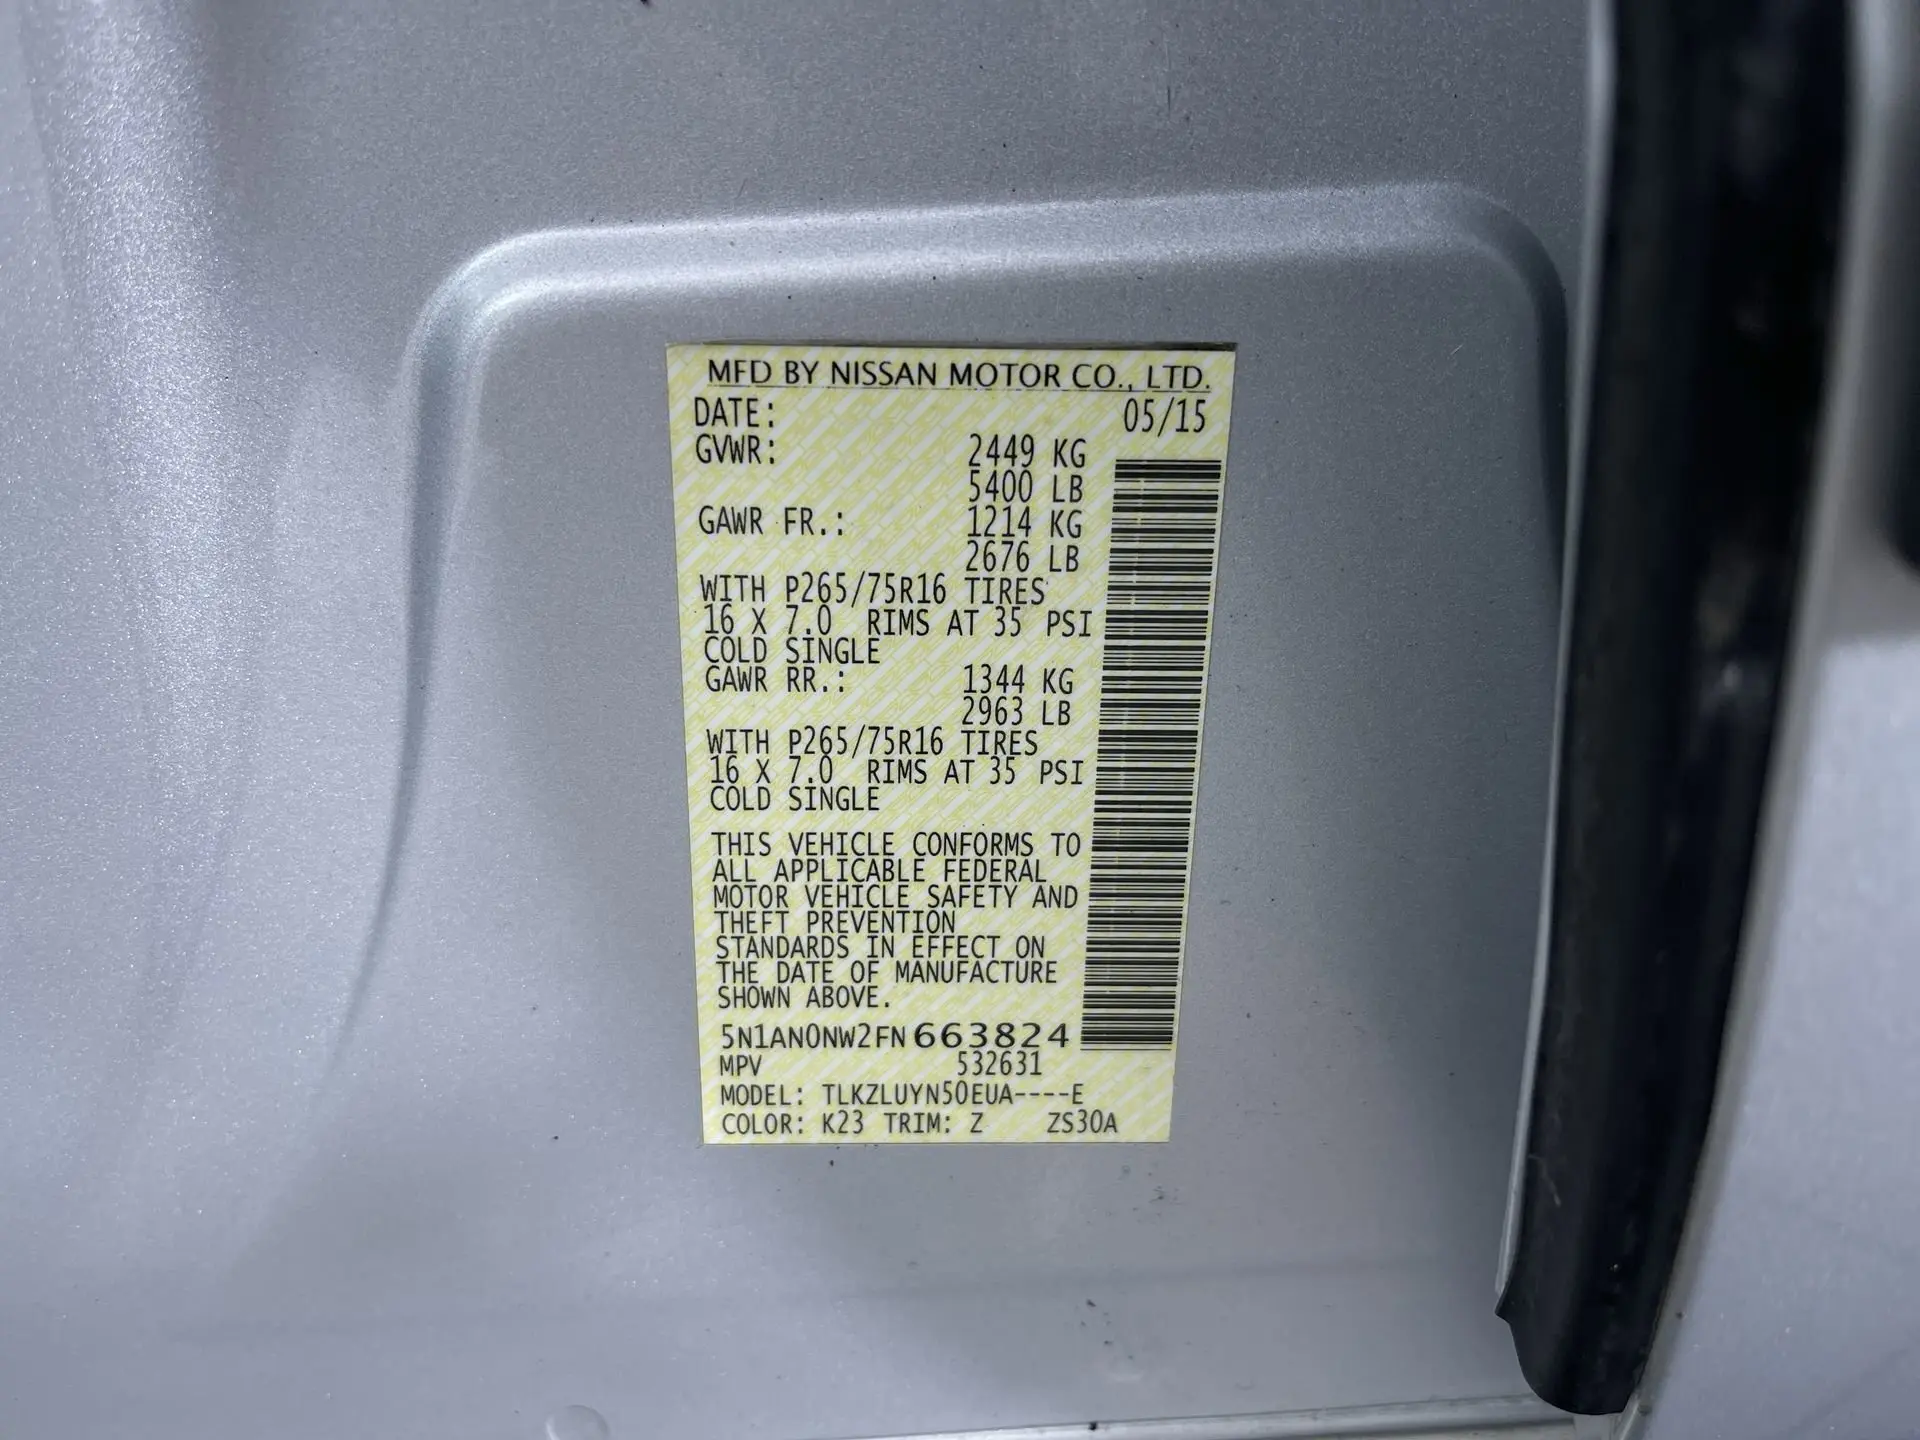 MFD BY NISSAN MOTOR CO., LTD.
DATE: 05/15
GVWR: 2449 KG
5400 LB
GAWR FR.: 1214 KG
2676 LB
WITH P265/75R16 TIRES
16 X 7.0 RIMS AT 35 PSI
COLD SINGLE
GAWR RR.: 1344 KG
2963 LB
WITH P265/75R16 TIRES
16 X 7.0 RIMS AT 35 PSI
COLD SINGLE
THIS VEHICLE CONFORMS TO
ALL APPLICABLE FEDERAL
MOTOR VEHICLE SAFETY AND
THEFT PREVENTION
STANDARDS IN EFFECT ON
THE DATE OF MANUFACTURE
SHOWN ABOVE.
5N1AN0NW2FN663824
MPV 532631
MODEL: TLKZLUYN50EUA----E
COLOR: K23 TRIM: Z ZS30A